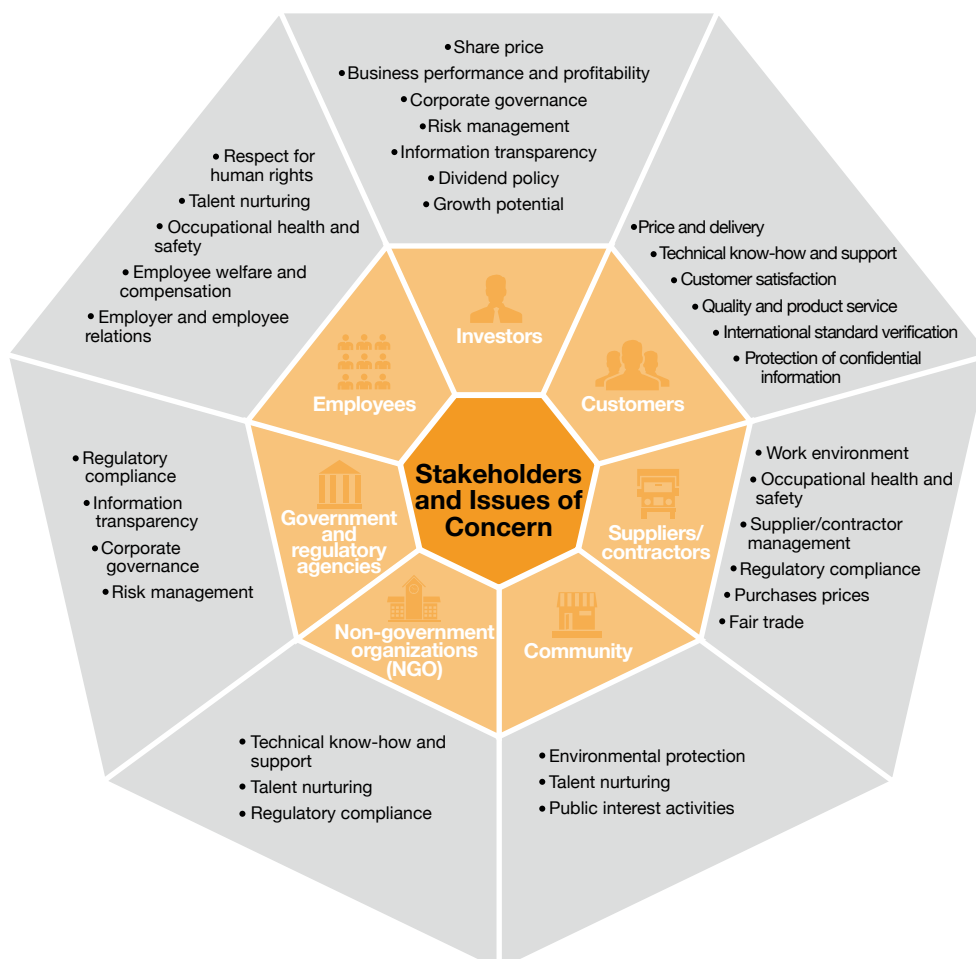 • Share price
• Business performance and profitability
• Corporate governance
• Risk management
• Information transparency
• Dividend policy
• Growth potential
• Respect for
human rights
• Talent nurturing
• Occupational health and
safety
• Employee welfare and
compensation
• Employer and employee
relations
• Price and delivery
• Technical know-how and support
• Customer satisfaction
• Quality and product service
• International standard verification
• Protection of confidential
information
Investors
Employees
Customers
Stakeholders
and Issues of
Concern
Government
and
regulatory
agencies
Suppliers/
contractors
Non-government
organizations
(NGO)
Community
• Regulatory
compliance
• Information
transparency
• Corporate
governance
• Risk management
• Work environment
• Occupational health and
safety
• Supplier/contractor
management
• Regulatory compliance
• Purchases prices
• Fair trade
• Technical know-how and
support
• Talent nurturing
• Regulatory compliance
• Environmental protection
• Talent nurturing
• Public interest activities